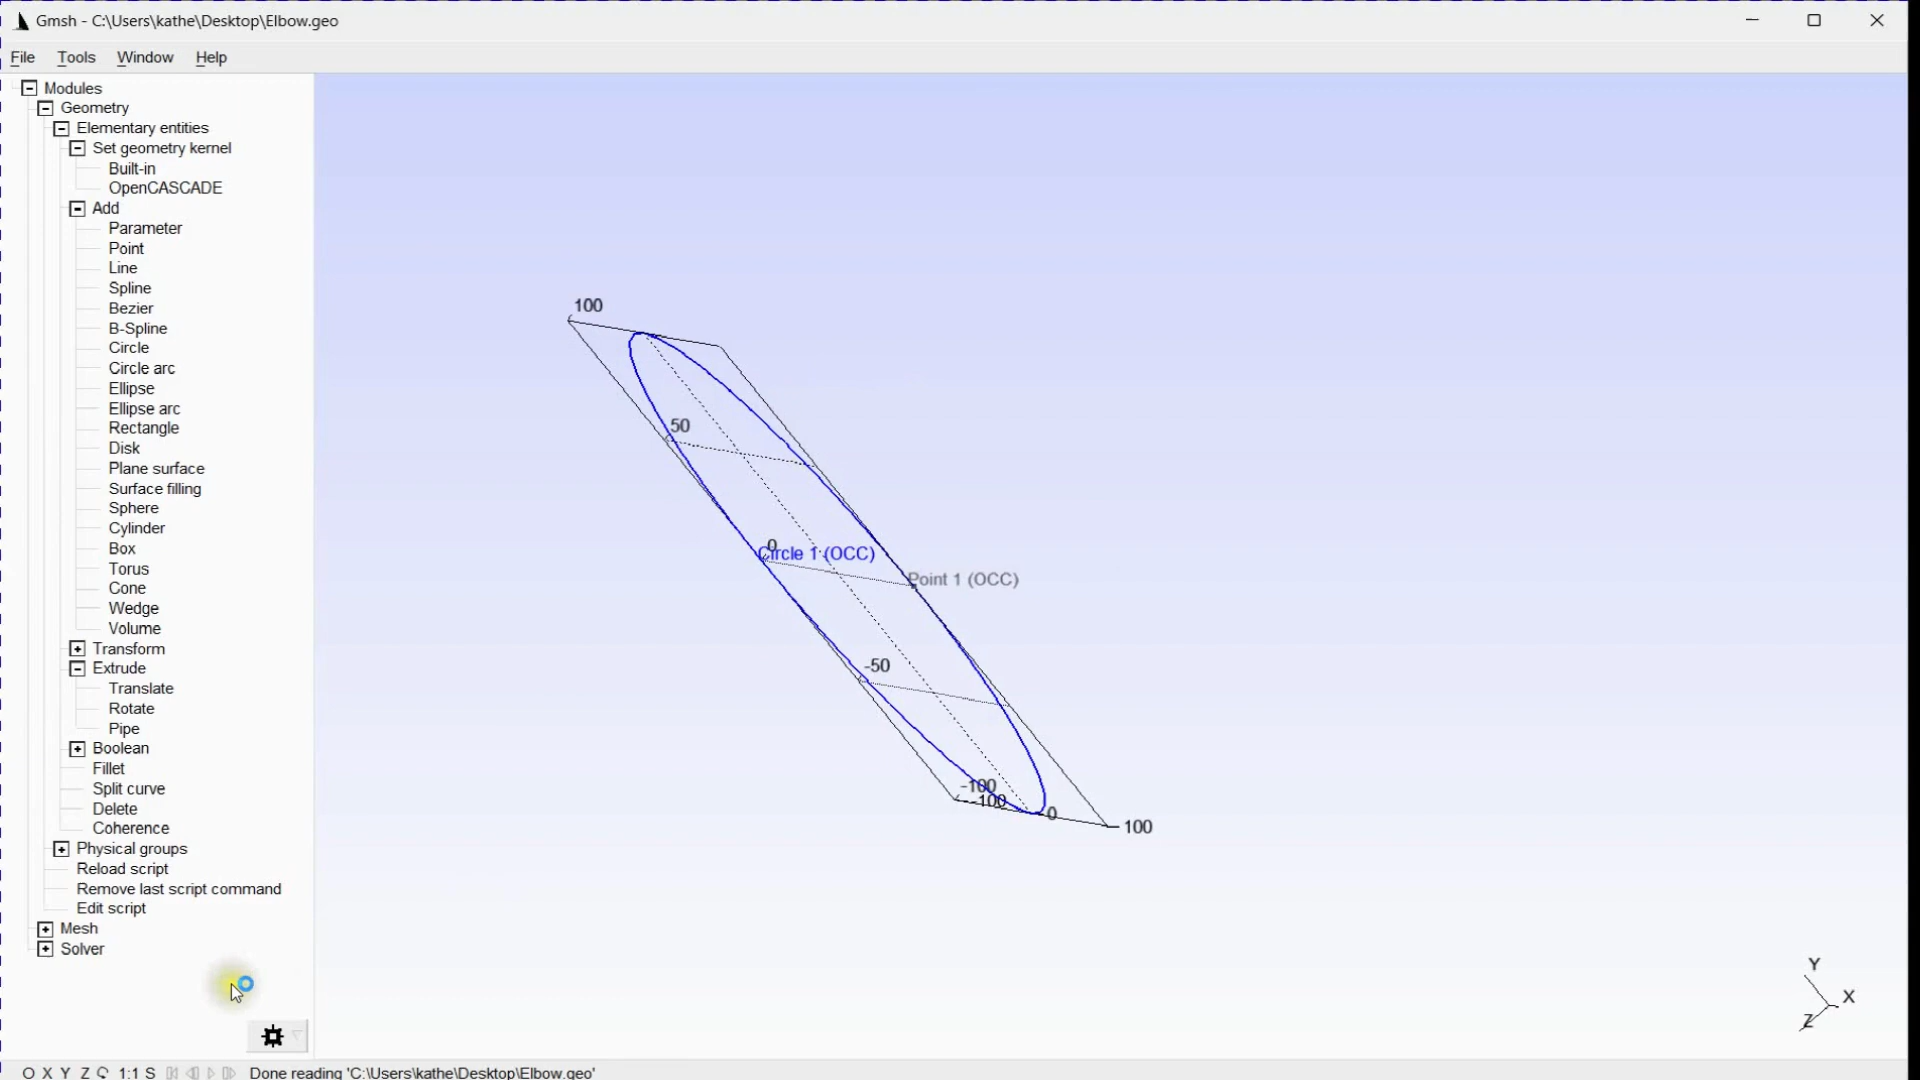 Gmsh - C:\Users\kathe\Desktop\Elbow.geo
File Tools Window Help
Modules
Geometry
Elementary entities
Set geometry kernel
Built-in
OpenCASCADE
Add
Parameter
Point
Line
Spline
Bezier
B-Spline
Circle
Circle arc
Ellipse
Ellipse arc
Rectangle
Disk
Plane surface
Surface filling
Sphere
Cylinder
Box
Torus
Cone
Wedge
Volume
Transform
Extrude
Translate
Rotate
Pipe
Boolean
Fillet
Split curve
Delete
Coherence
Physical groups
Reload script
Remove last script command
Edit script
Mesh
Solver
100
50
0
Circle 1 (OCC)
Point 1 (OCC)
-50
-100
-100
0
100
Y
X
Z
O X Y Z 1:1 S Done reading 'C:\Users\kathe\Desktop\Elbow.geo'